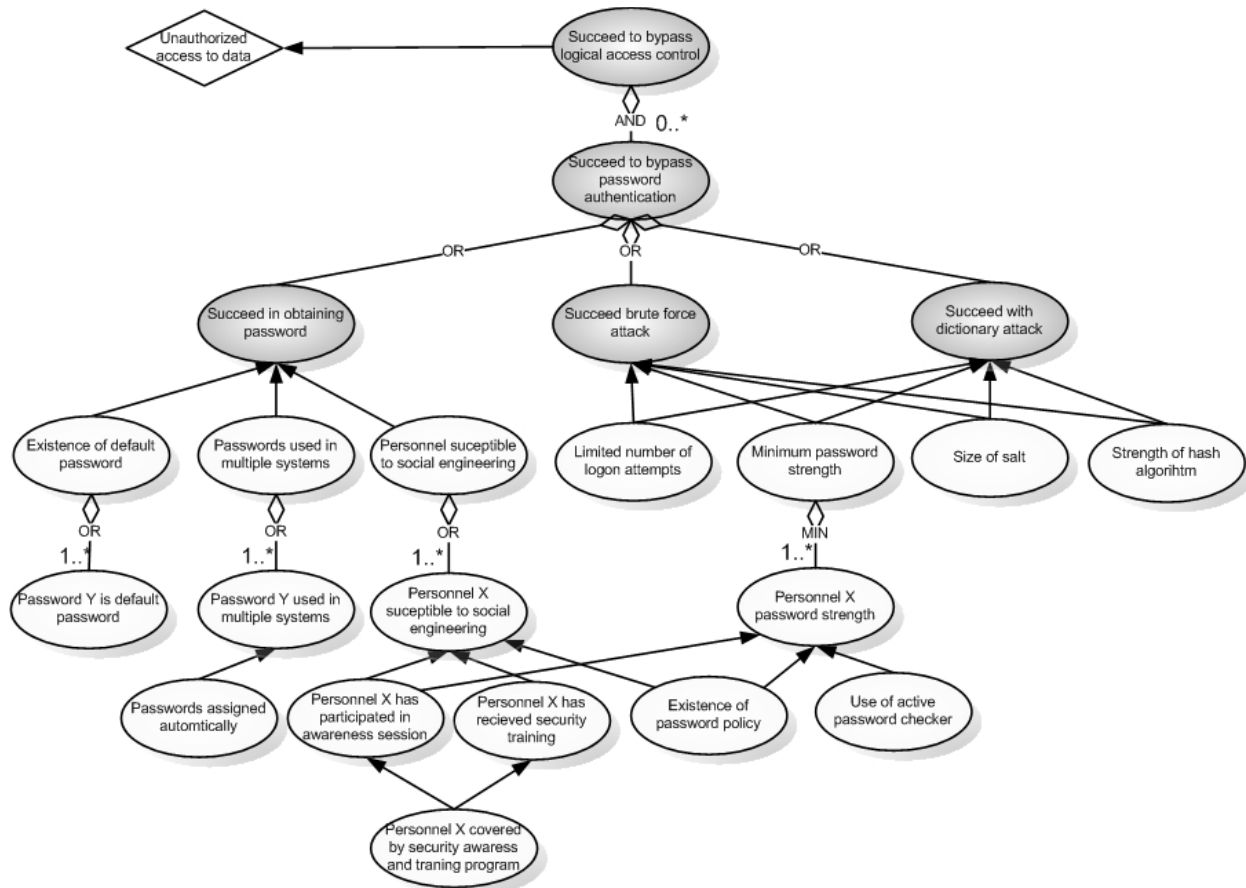 Unauthorized
access to data
Succeed to bypass
logical access control
AND
0..*
Succeed to bypass
password
authentication
OR
OR
OR
Succeed in obtaining
password
Succeed brute force
attack
Succeed with
dictionary attack
Existence of default
password
Passwords used in
multiple systems
Personnel suceptible
to social engineering
Limited number of
logon attempts
Minimum password
strength
Size of salt
Strength of hash
algorihtm
OR
OR
OR
MIN
1..*
1..*
1..*
1..*
Password Y is default
password
Password Y used in
multiple systems
Personnel X
suceptible to social
engineering
Personnel X
password strength
Passwords assigned
automtically
Personnel X has
participated in
awareness session
Personnel X has
recieved security
training
Existence of
password policy
Use of active
password checker
Personnel X covered
by security awaress
and traning program